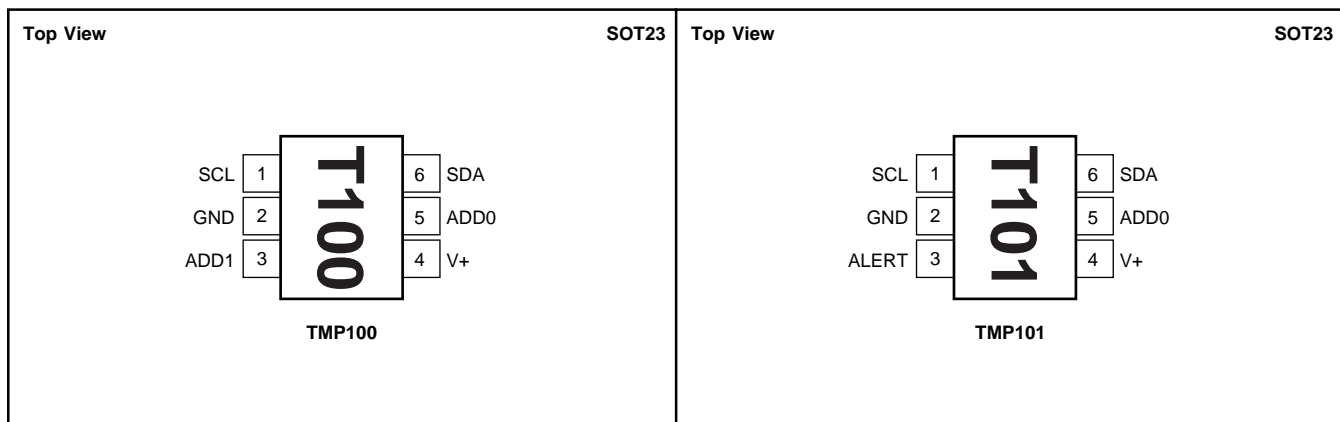 Top View SOT23
SCL 1
GND 2
ADD1 3
T100
6 SDA
5 ADD0
4 V+
TMP100
Top View SOT23
SCL 1
GND 2
ALERT 3
T101
6 SDA
5 ADD0
4 V+
TMP101